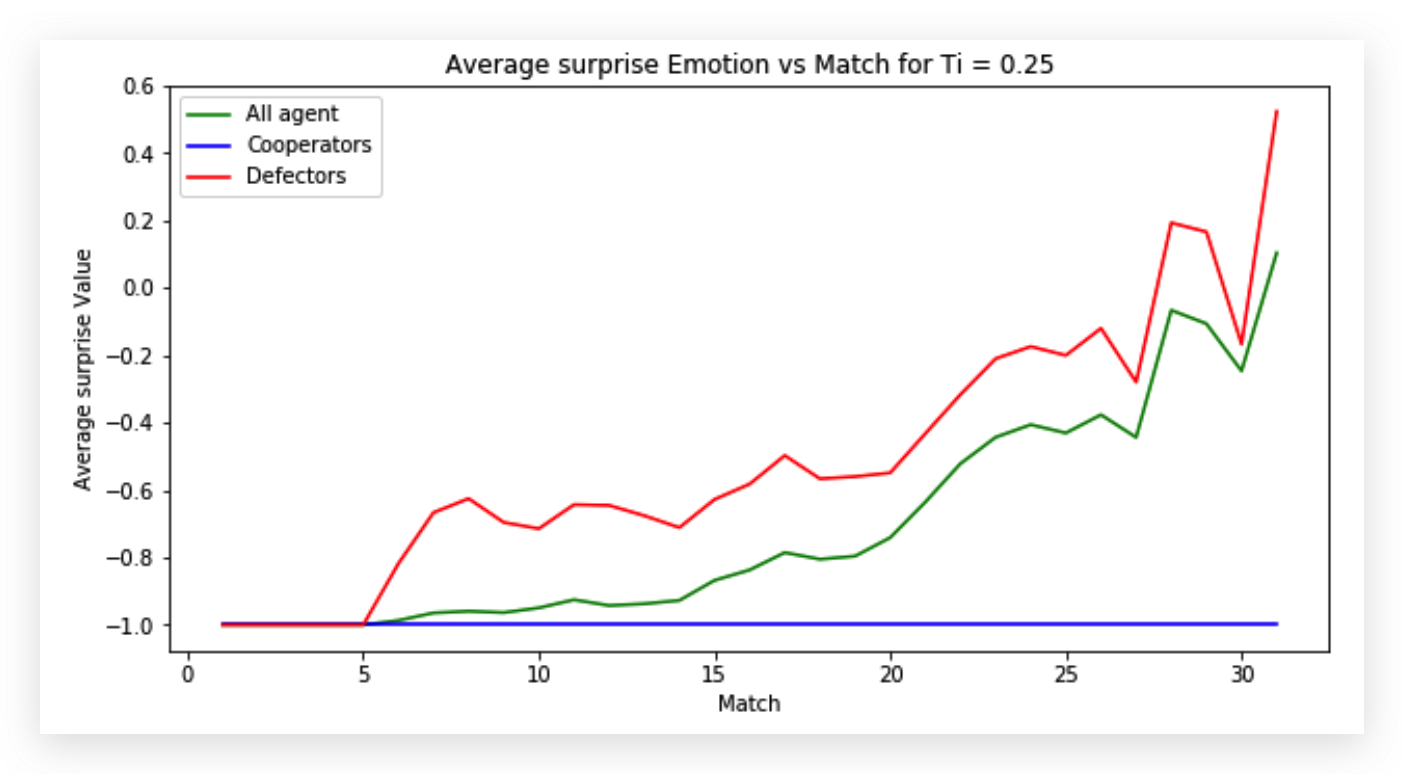 Average surprise Emotion vs Match for Ti = 0.25
0.6
0.4
0.2
0.0
−0.2
−0.4
−0.6
−0.8
−1.0
Average surprise Value
All agent
Cooperators
Defectors
0 5 10 15 20 25 30
Match